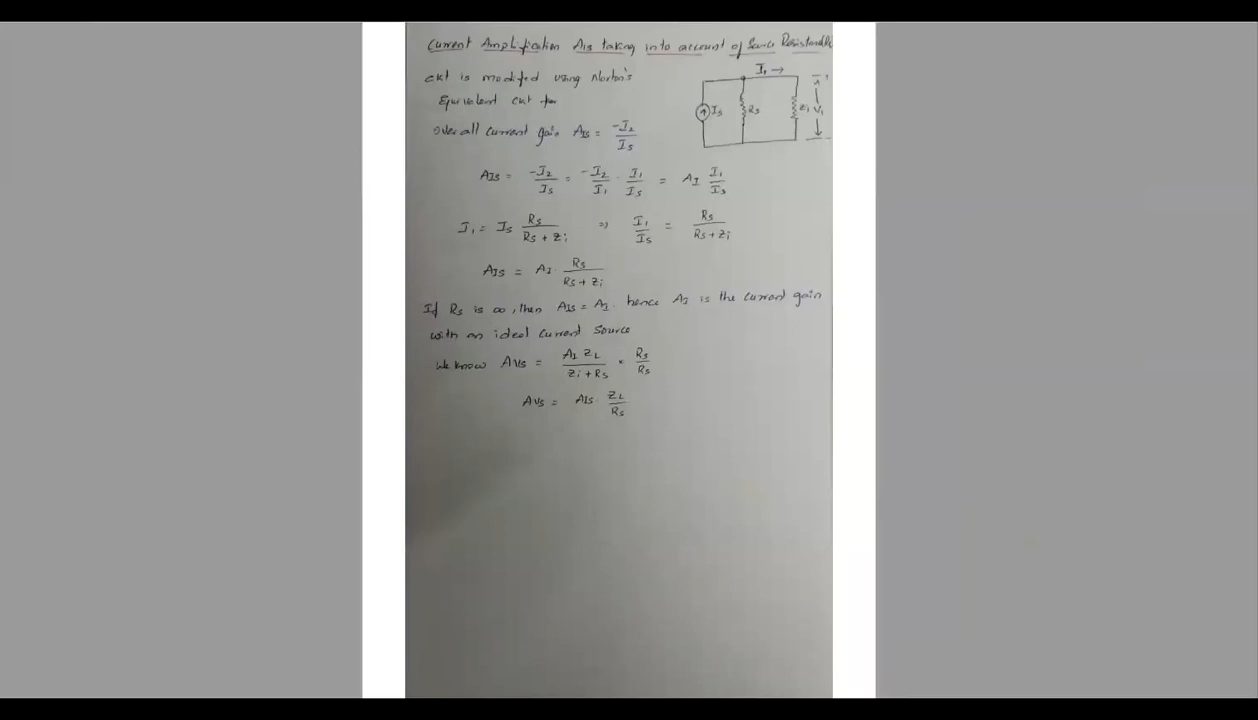 Current Amplification AIS taking into account of Source Resistance
I1 →
ckt is modified using Norton's
Equivalent ckt for
IS RS Zi V1
overall current gain AIS = -I2/IS
AIS = -I2/IS = -I2/I1 · I1/IS = AI I1/IS
I1 = IS RS/(RS + Zi) ⇒ I1/IS = RS/(RS + Zi)
AIS = AI · RS/(RS + Zi)
If RS is ∞, then AIS = AI. hence AI is the current gain
with an ideal current source
We know AVS = AI ZL/(Zi + RS) × RS/RS
AVS = AIS · ZL/RS